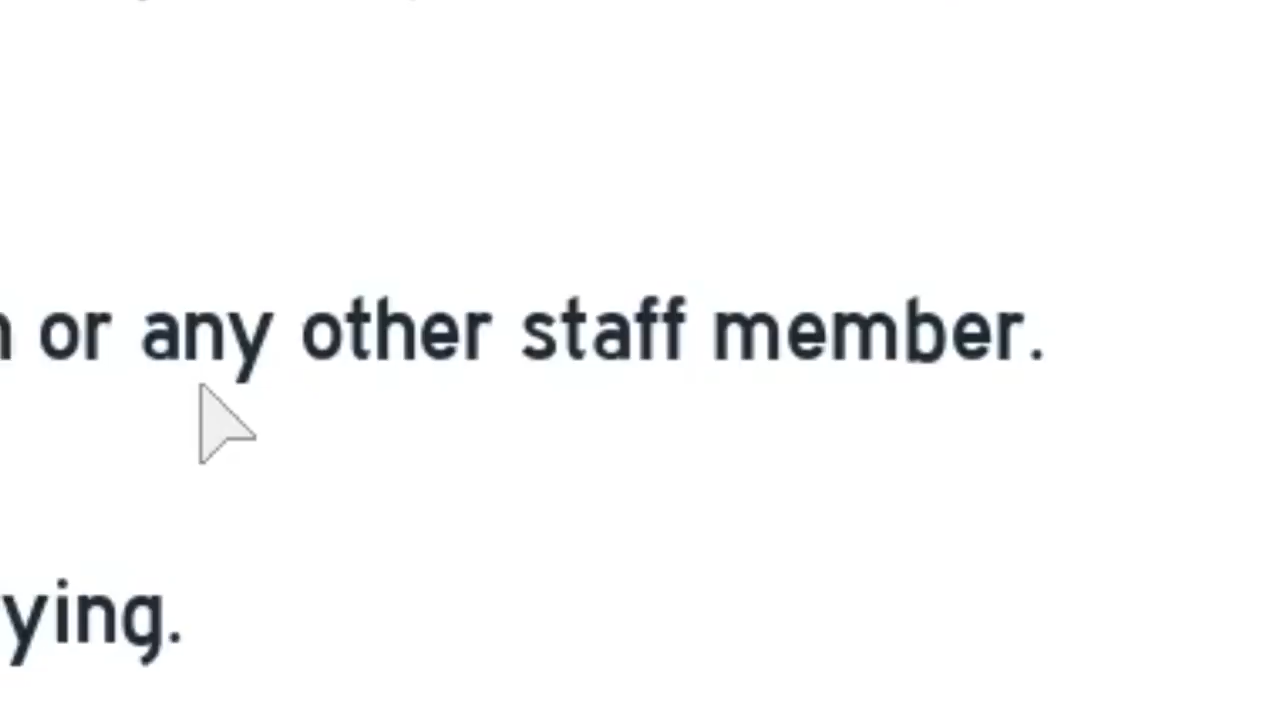 or any other staff member.
ying.